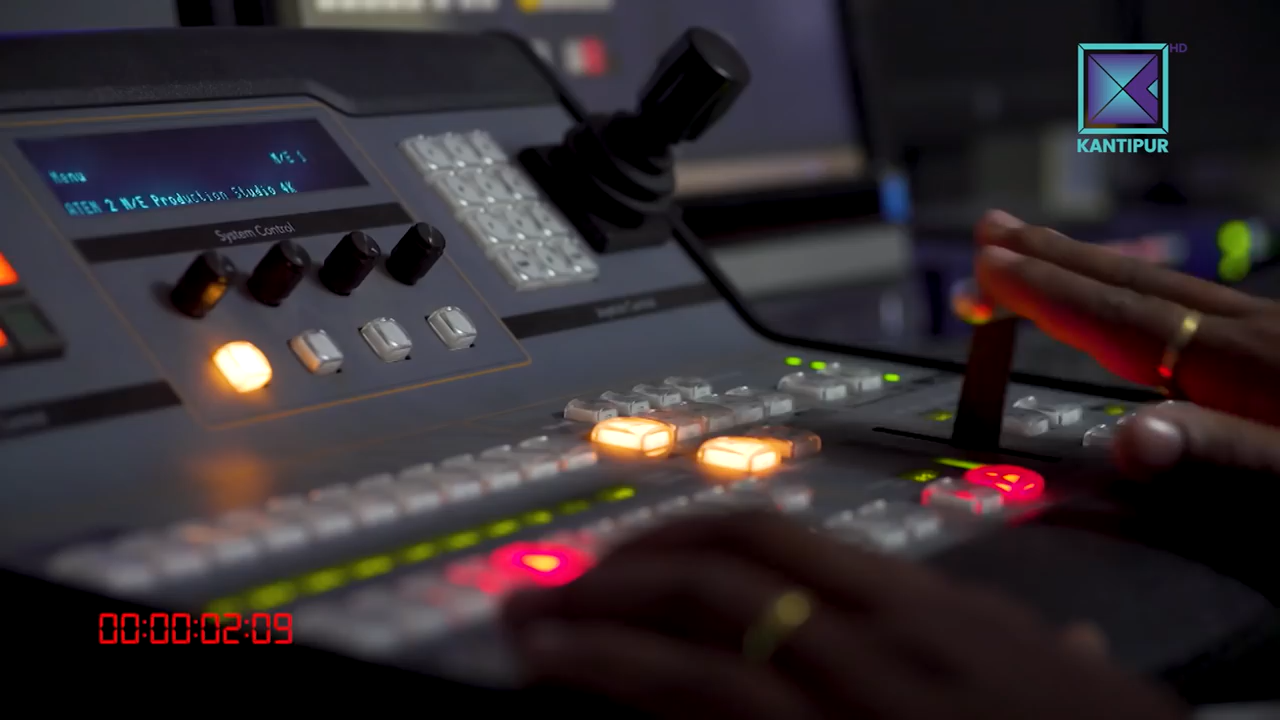 HD
KANTIPUR
Menu M/E 1
ATEM 2 M/E Production Studio 4K
System Control
00:00:02:09